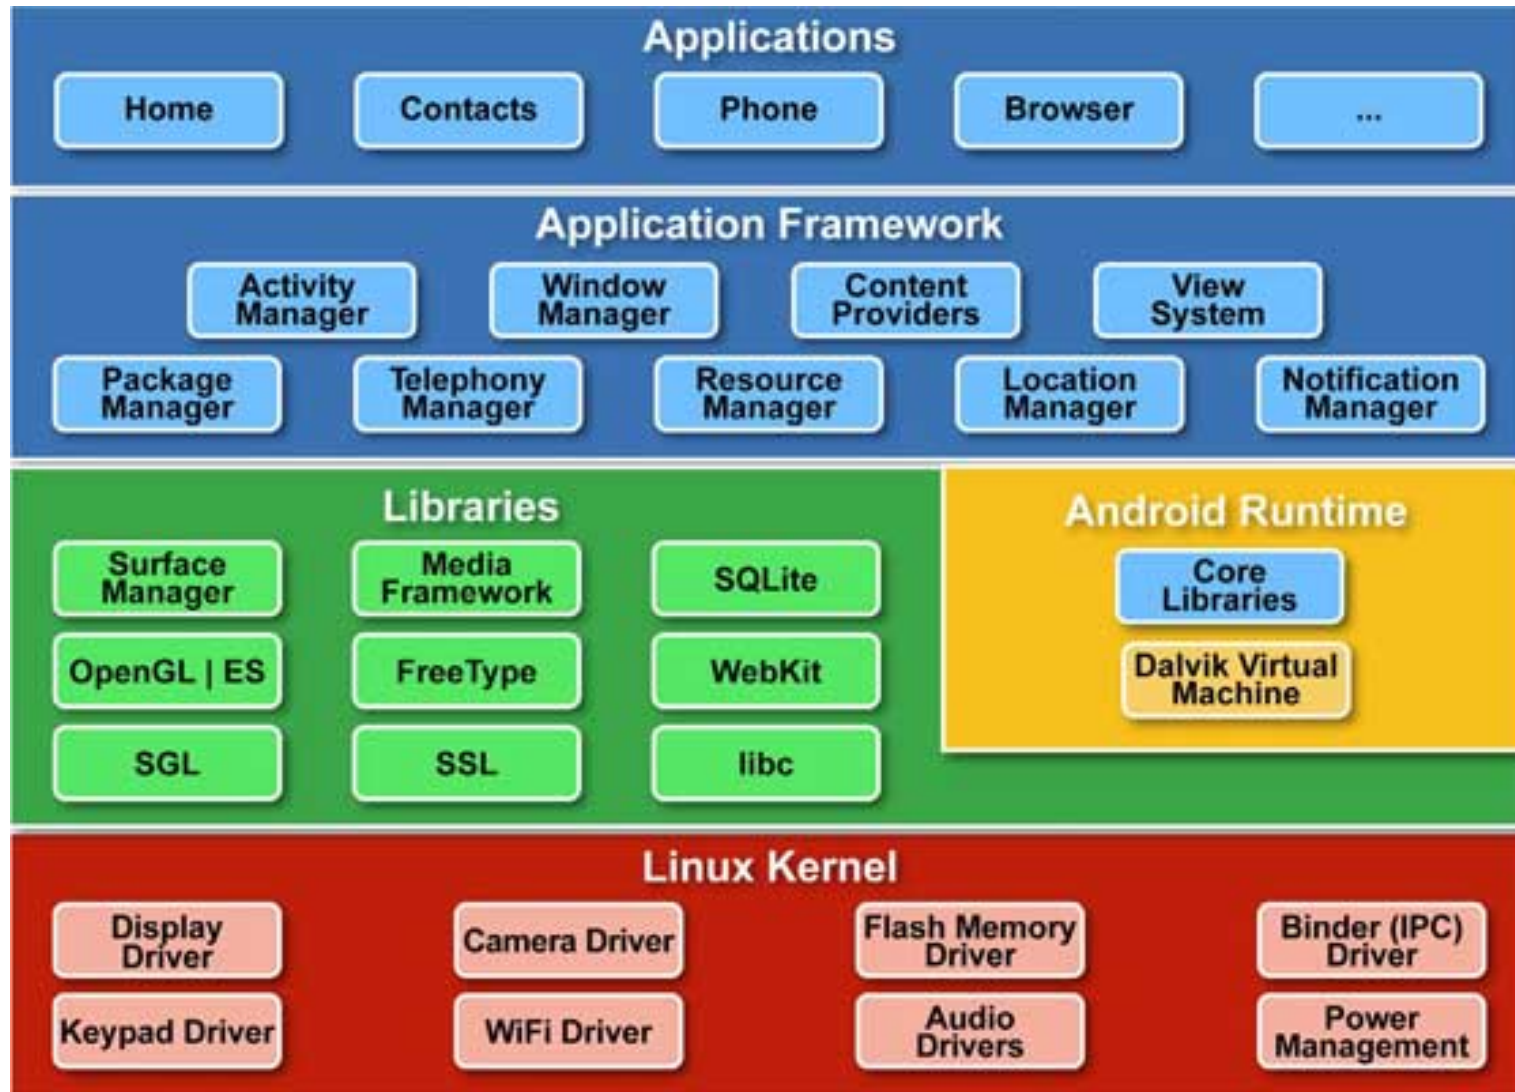 Applications
Home
Contacts
Phone
Browser
...
Application Framework
Activity
Manager
Window
Manager
Content
Providers
View
System
Package
Manager
Telephony
Manager
Resource
Manager
Location
Manager
Notification
Manager
Libraries
Surface
Manager
Media
Framework
SQLite
OpenGL | ES
FreeType
WebKit
SGL
SSL
libc
Android Runtime
Core
Libraries
Dalvik Virtual
Machine
Linux Kernel
Display
Driver
Camera Driver
Flash Memory
Driver
Binder (IPC)
Driver
Keypad Driver
WiFi Driver
Audio
Drivers
Power
Management